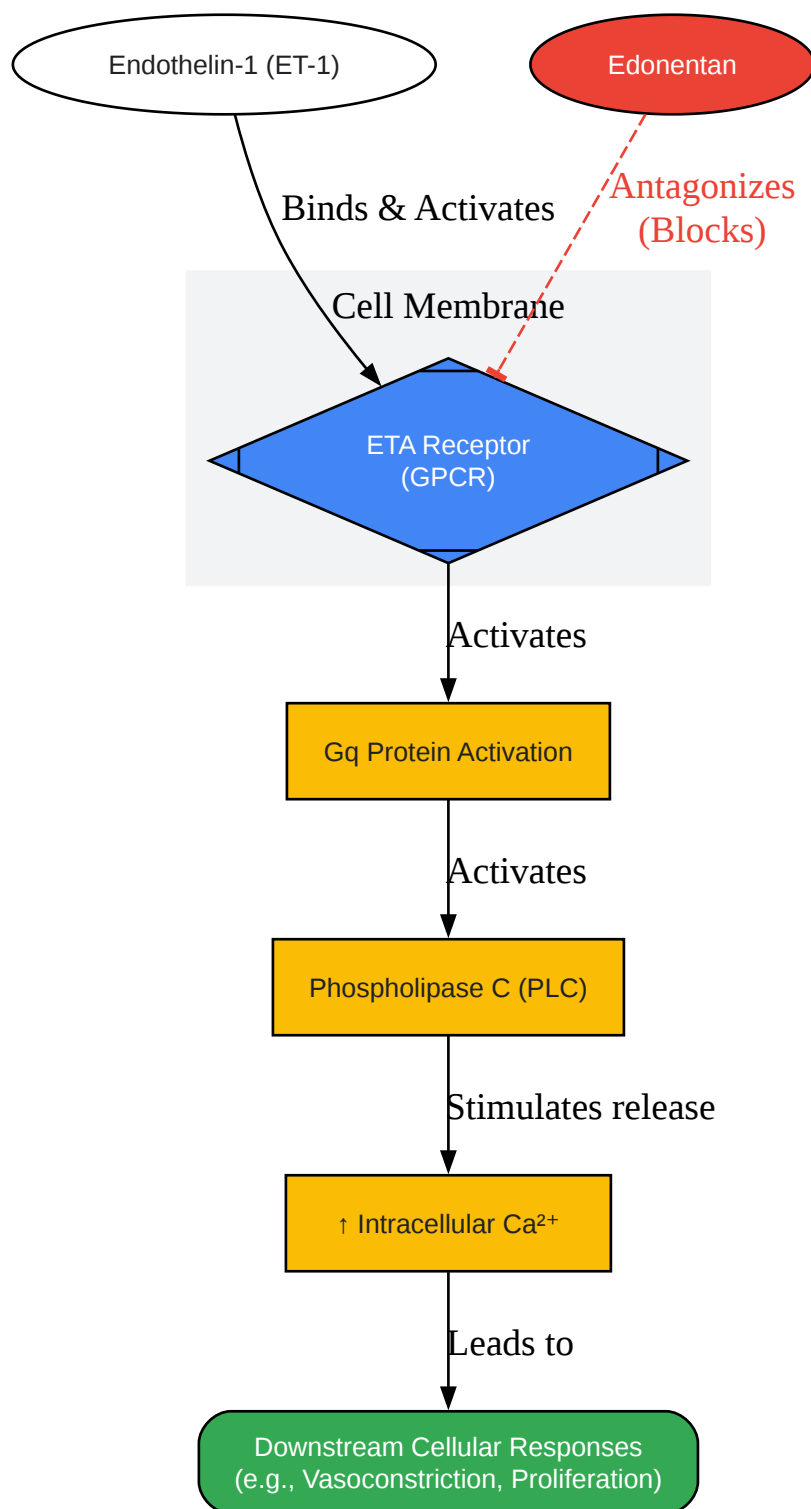 Endothelin-1 (ET-1)
Edonentan
Binds & Activates
Antagonizes
(Blocks)
Cell Membrane
ETA Receptor
(GPCR)
Activates
Gq Protein Activation
Activates
Phospholipase C (PLC)
Stimulates release
↑ Intracellular Ca²⁺
Leads to
Downstream Cellular Responses
(e.g., Vasoconstriction, Proliferation)